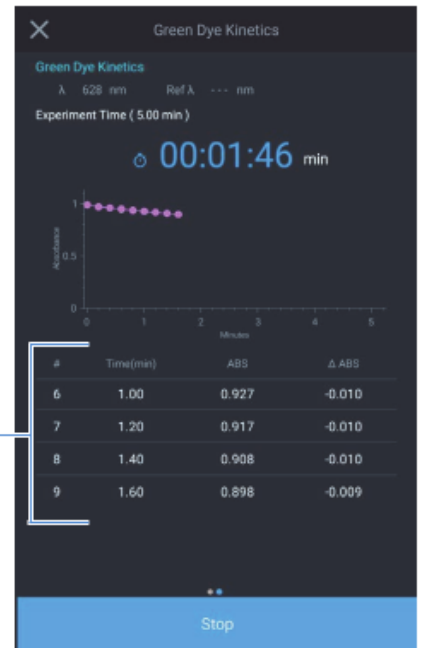 Green Dye Kinetics
Green Dye Kinetics
λ 628 nm Ref λ --- nm
Experiment Time ( 5.00 min )
00:01:46 min
1
0.5
0
Absorbance
0 1 2 3 4 5
Minutes
# Time(min) ABS Δ ABS
6 1.00 0.927 -0.010
7 1.20 0.917 -0.010
8 1.40 0.908 -0.010
9 1.60 0.898 -0.009
Stop